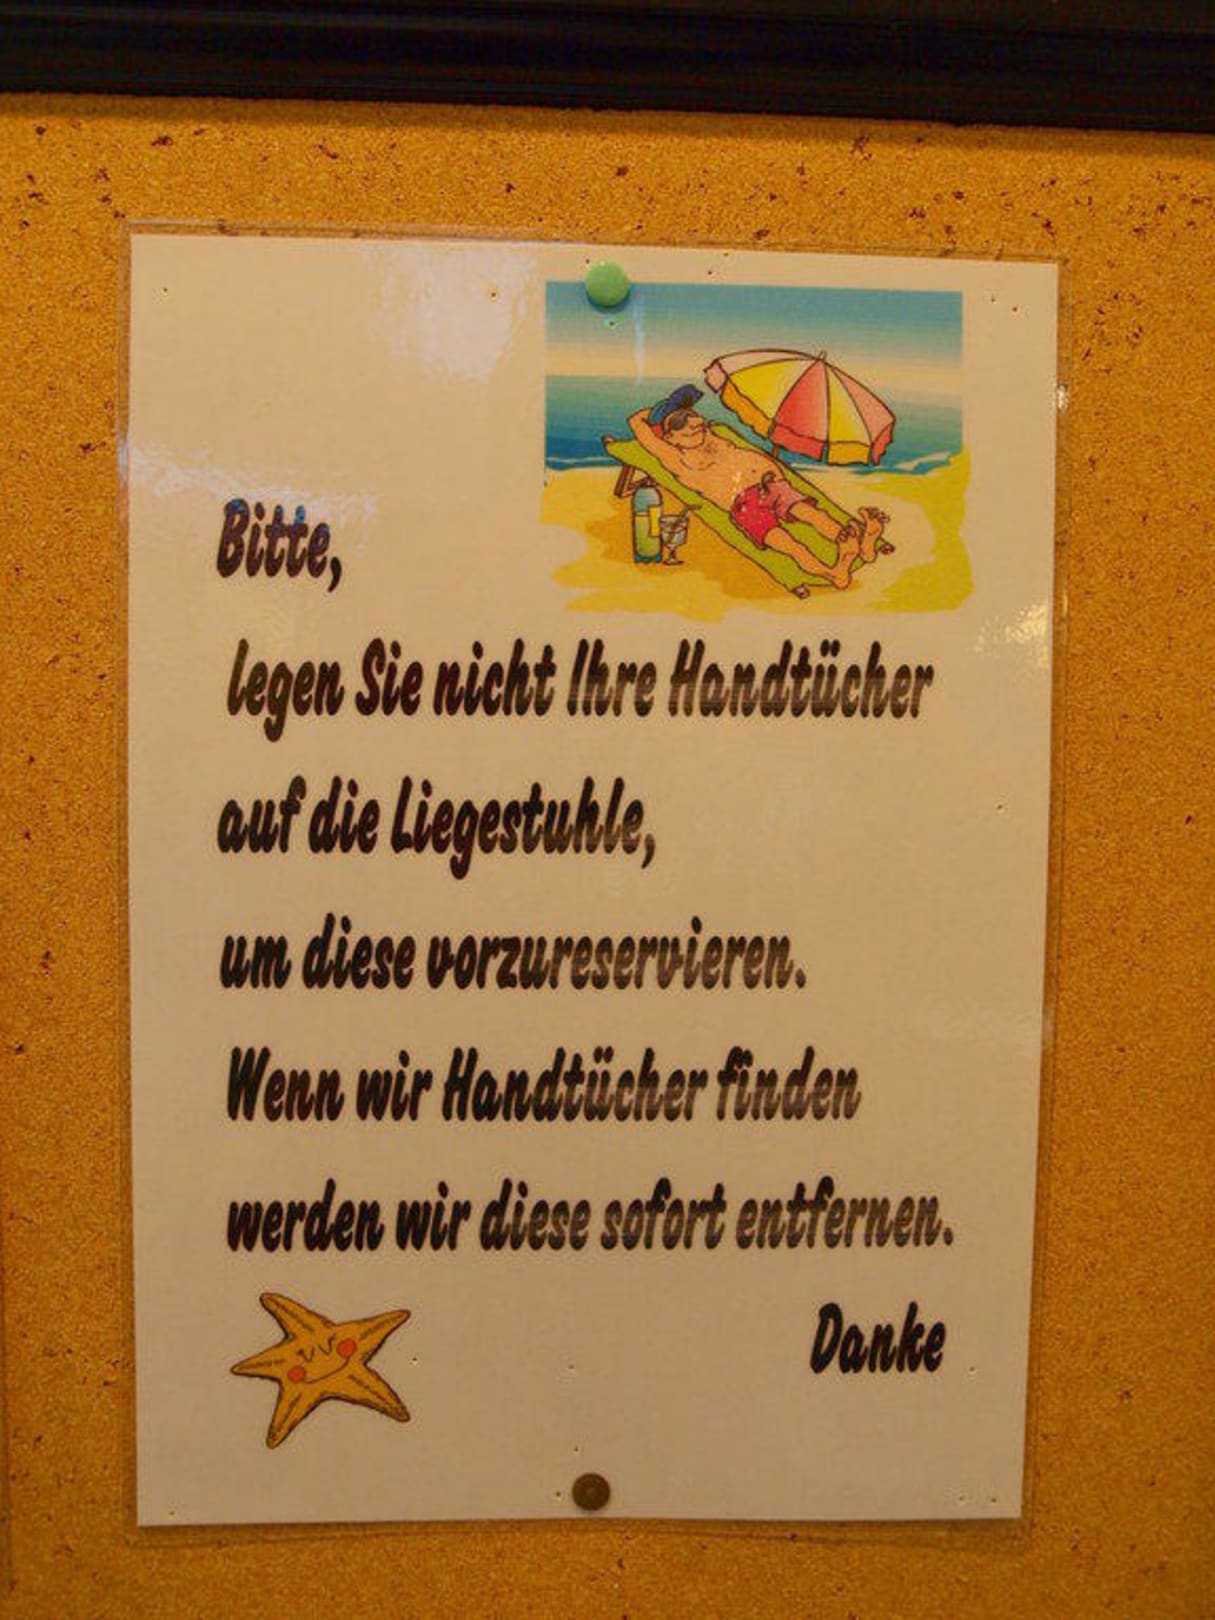 Bitte,
legen Sie nicht Ihre Handtücher
auf die Liegestuhle,
um diese vorzureservieren.
Wenn wir Handtücher finden
werden wir diese sofort entfernen.
Danke